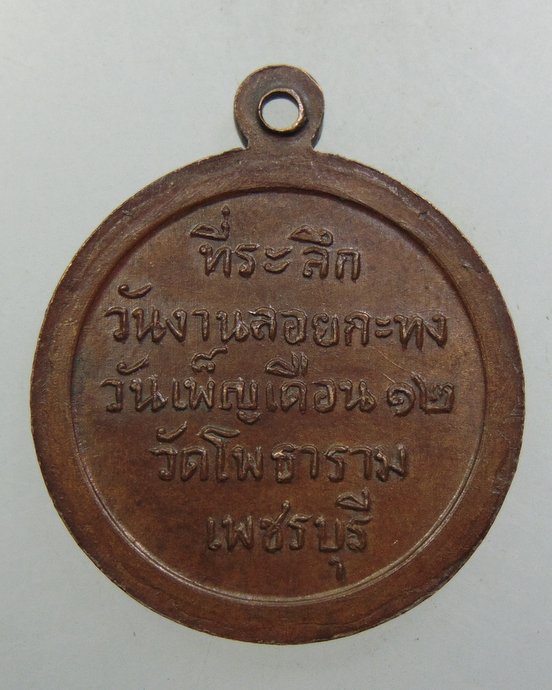 ที่ระลึก
วันงานลอยกะทง
วันเพ็ญเดือน ๑๒
วัดโพธาราม
เพชรบุรี